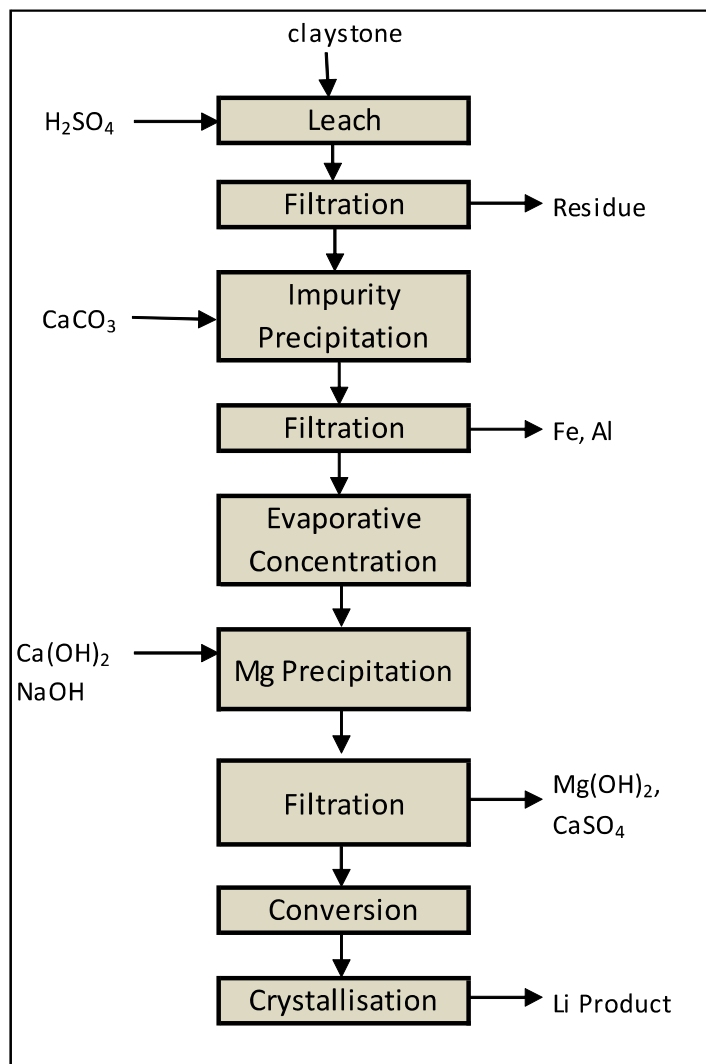 claystone
H₂SO₄
Leach
Filtration
Residue
CaCO₃
Impurity
Precipitation
Filtration
Fe, Al
Evaporative
Concentration
Ca(OH)₂
NaOH
Mg Precipitation
Filtration
Mg(OH)₂,
CaSO₄
Conversion
Crystallisation
Li Product